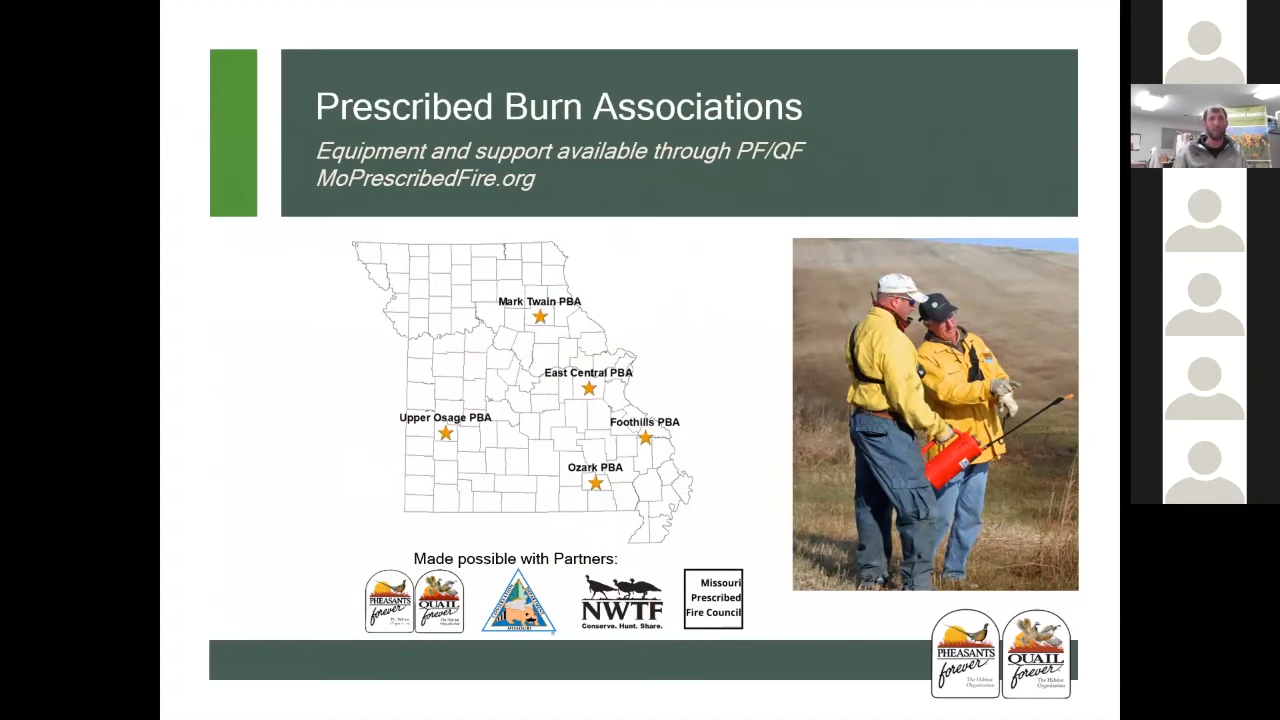 Prescribed Burn Associations
Equipment and support available through PF/QF
MoPrescribedFire.org
Mark Twain PBA
East Central PBA
Upper Osage PBA
Foothills PBA
Ozark PBA
Made possible with Partners:
PHEASANTS
forever
QUAIL
forever
MISSOURI
NWTF
Conserve. Hunt. Share.
Missouri
Prescribed
Fire Council
PHEASANTS
forever
The Habitat
Organization
QUAIL
forever
The Habitat
Organization